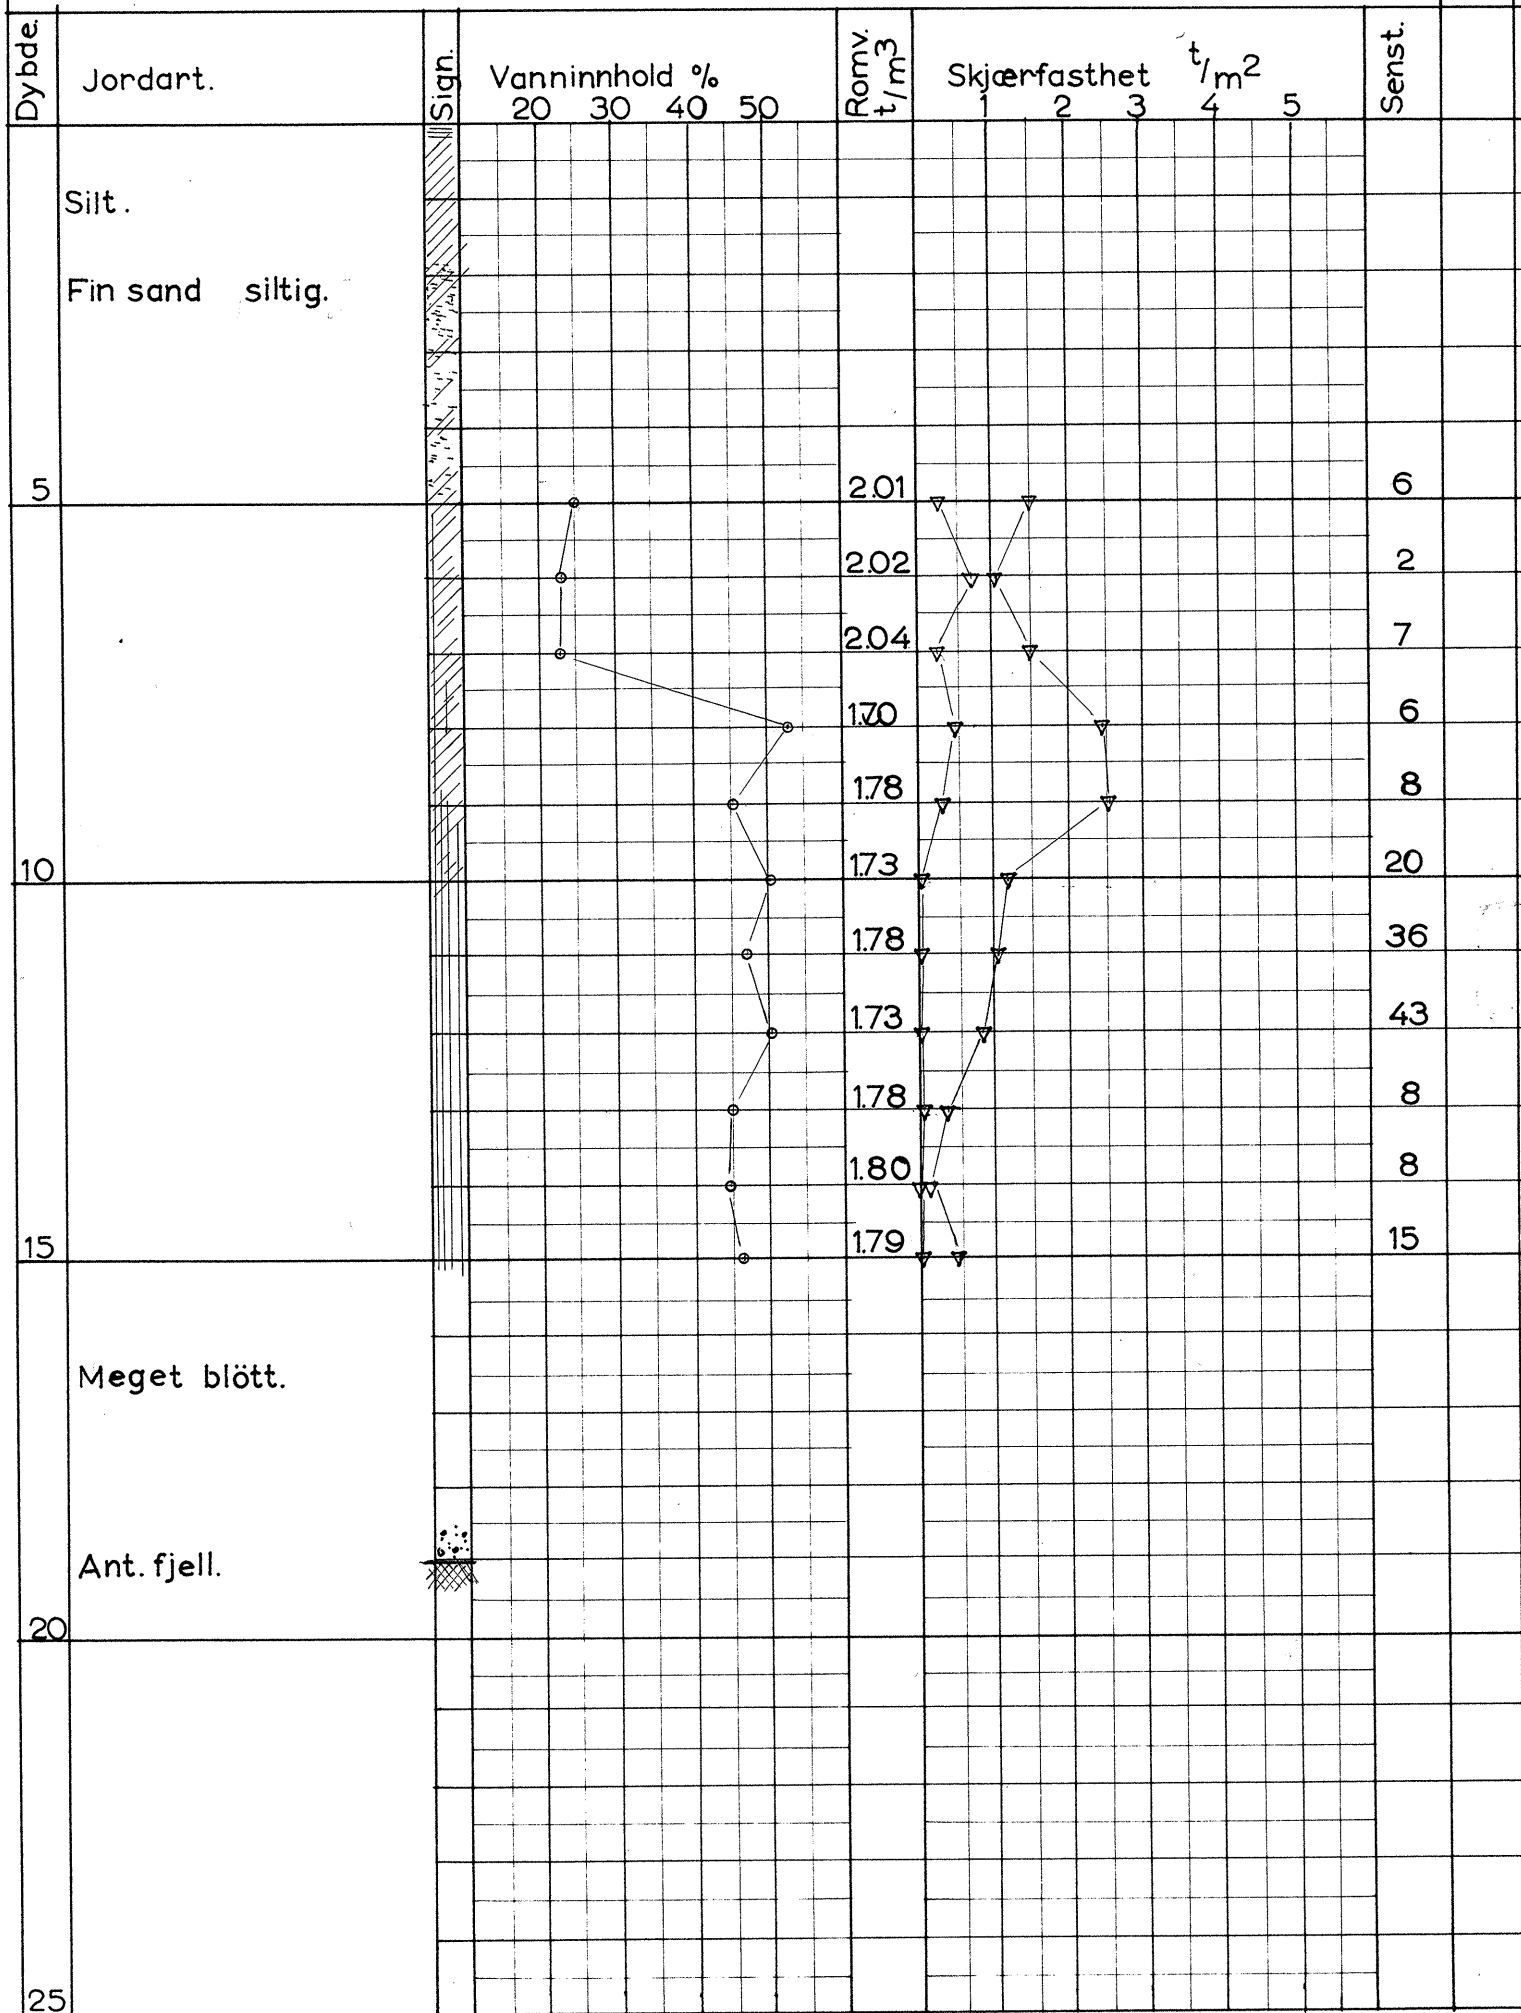 Dybde. Jordart. Sign. Vanninnhold % Romv. t/m3 Skjærfasthet t/m2 Senst.
20 30 40 50 1 2 3 4 5
Silt.
Fin sand siltig.
5 2.01 6
2.02 2
2.04 7
1.70 6
1.78 8
10 1.73 20
1.78 36
1.73 43
1.78 8
1.80 8
15 1.79 15
Meget blött.
Ant. fjell.
20
25